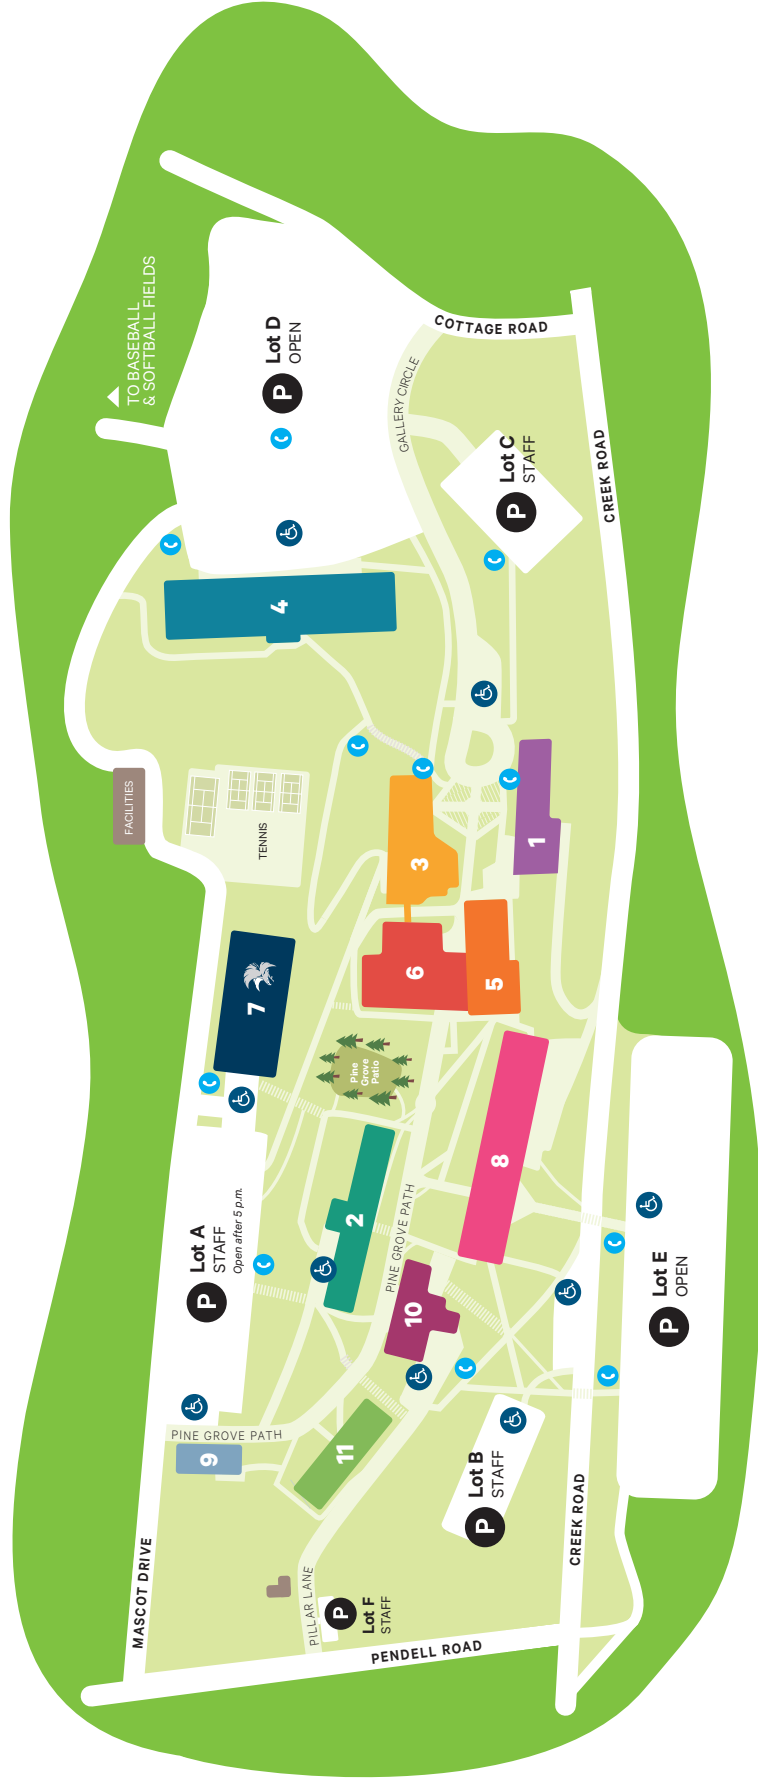 TO BASEBALL
& SOFTBALL FIELDS
P
Lot D
OPEN
COTTAGE ROAD
GALLERY CIRCLE
P
Lot C
STAFF
CREEK ROAD
4
FACILITIES
TENNIS
3
1
7
6
5
Pine
Grove
Patio
8
2
P
Lot A
STAFF
Open after 5 p.m.
PINE GROVE PATH
10
P
Lot E
OPEN
PINE GROVE PATH
9
11
P
Lot B
STAFF
CREEK ROAD
MASCOT DRIVE
PILLAR LANE
P
Lot F
STAFF
PENDELL ROAD